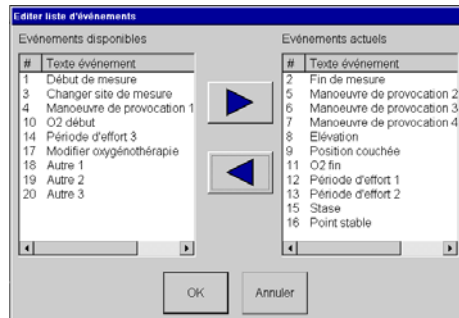 Editer liste d'événements
Evénements disponibles
# Texte événement
1 Début de mesure
3 Changer site de mesure
4 Manoeuvre de provocation 1
10 O2 début
14 Période d'effort 3
17 Modifier oxygénothérapie
18 Autre 1
19 Autre 2
20 Autre 3
Evénements actuels
# Texte événement
2 Fin de mesure
5 Manoeuvre de provocation 2
6 Manoeuvre de provocation 3
7 Manoeuvre de provocation 4
8 Elévation
9 Position couchée
11 O2 fin
12 Période d'effort 1
13 Période d'effort 2
15 Stase
16 Point stable
OK
Annuler